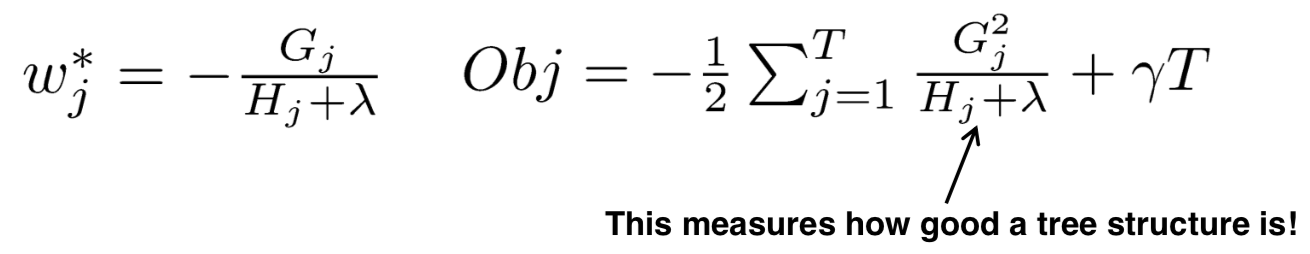 w_j^* = -\frac{G_j}{H_j+\lambda} Obj = -\frac{1}{2} \sum_{j=1}^{T} \frac{G_j^2}{H_j+\lambda} + \gamma T
This measures how good a tree structure is!